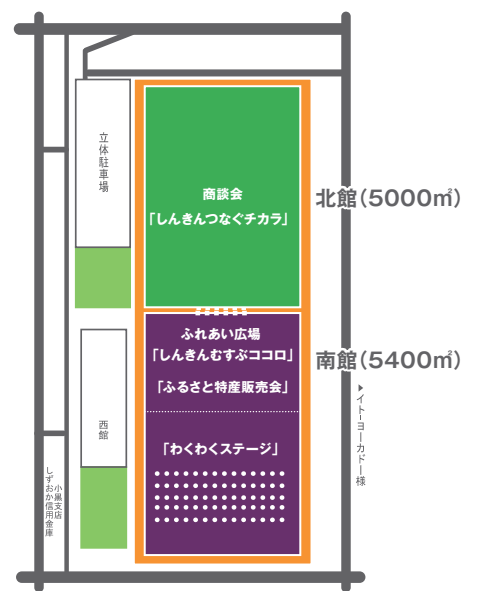 立体駐車場
商談会
「しんきんつなぐチカラ」
北館(5000㎡)
ふれあい広場
「しんきんむすぶココロ」
「ふるさと特産販売会」
南館(5400㎡)
▶イトーヨーカドー様
西館
「わくわくステージ」
しずおか信用金庫
小黒支店